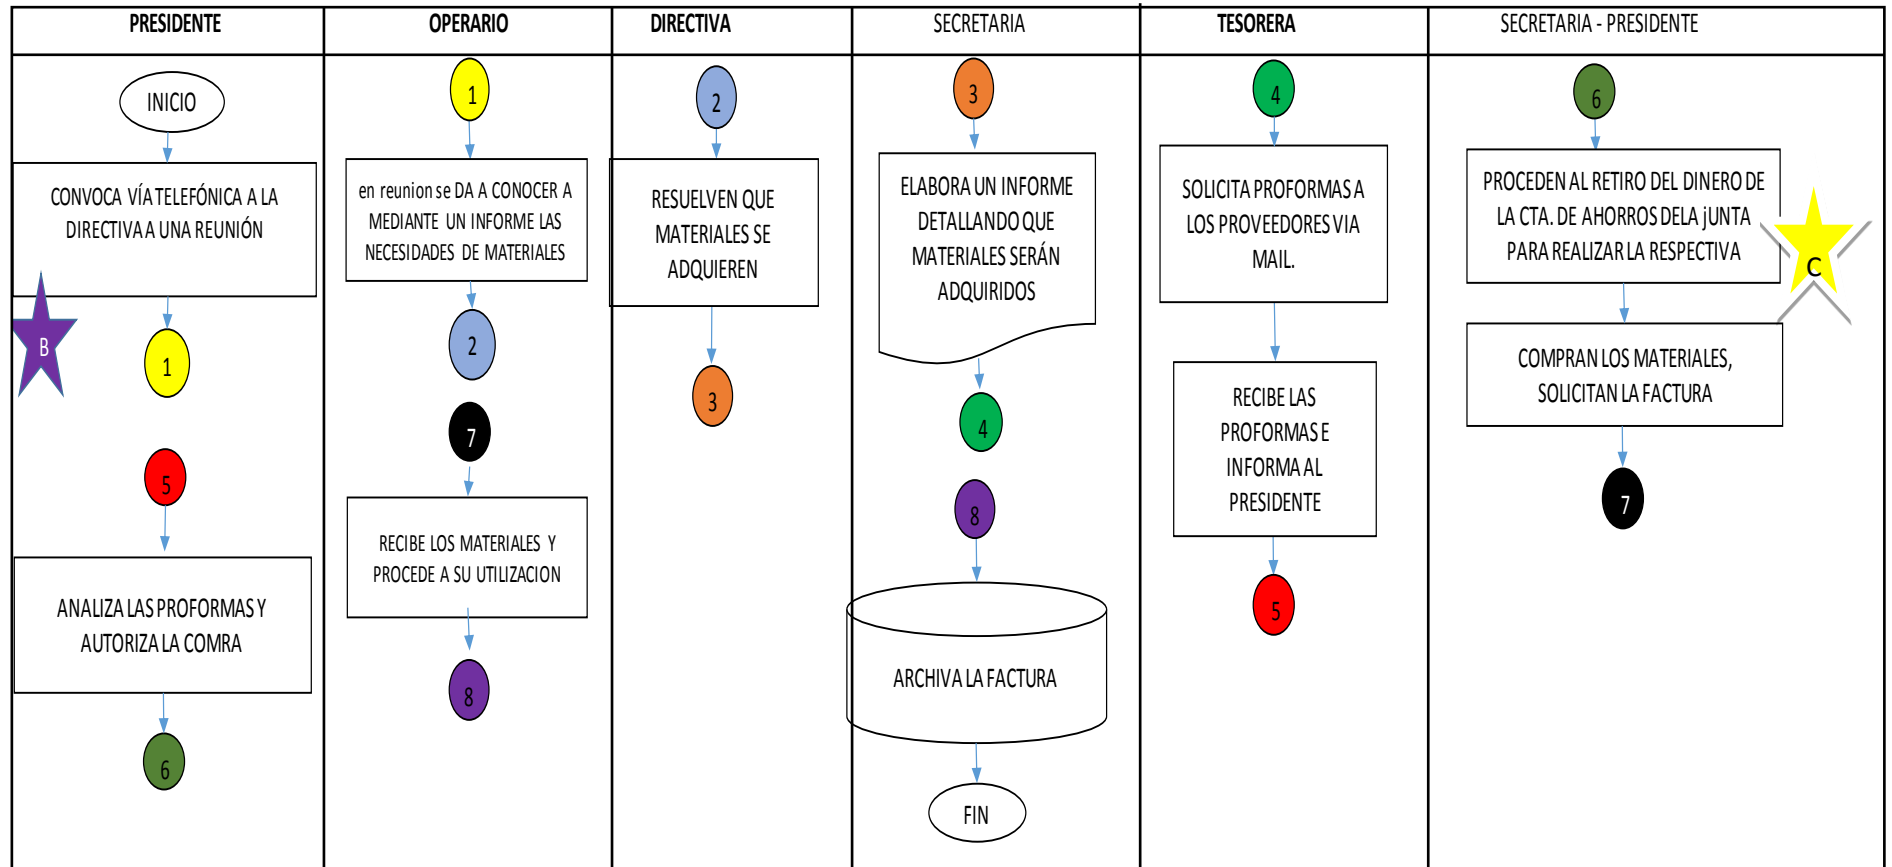 PRESIDENTE
OPERARIO
DIRECTIVA
SECRETARIA
TESORERA
SECRETARIA - PRESIDENTE
INICIO
CONVOCA VÍA TELEFÓNICA A LA
DIRECTIVA A UNA REUNIÓN
B
1
5
ANALIZA LAS PROFORMAS Y
AUTORIZA LA COMRA
6
1
en reunion se DA A CONOCER A
MEDIANTE UN INFORME LAS
NECESIDADES DE MATERIALES
2
7
RECIBE LOS MATERIALES Y
PROCEDE A SU UTILIZACION
8
2
RESUELVEN QUE
MATERIALES SE
ADQUIEREN
3
3
ELABORA UN INFORME
DETALLANDO QUE
MATERIALES SERÁN
ADQUIRIDOS
4
8
ARCHIVA LA FACTURA
FIN
4
SOLICITA PROFORMAS A
LOS PROVEEDORES VIA
MAIL.
RECIBE LAS
PROFORMAS E
INFORMA AL
PRESIDENTE
5
6
PROCEDEN AL RETIRO DEL DINERO DE
LA CTA. DE AHORROS DELA jUNTA
PARA REALIZAR LA RESPECTIVA
C
COMPRAN LOS MATERIALES,
SOLICITAN LA FACTURA
7